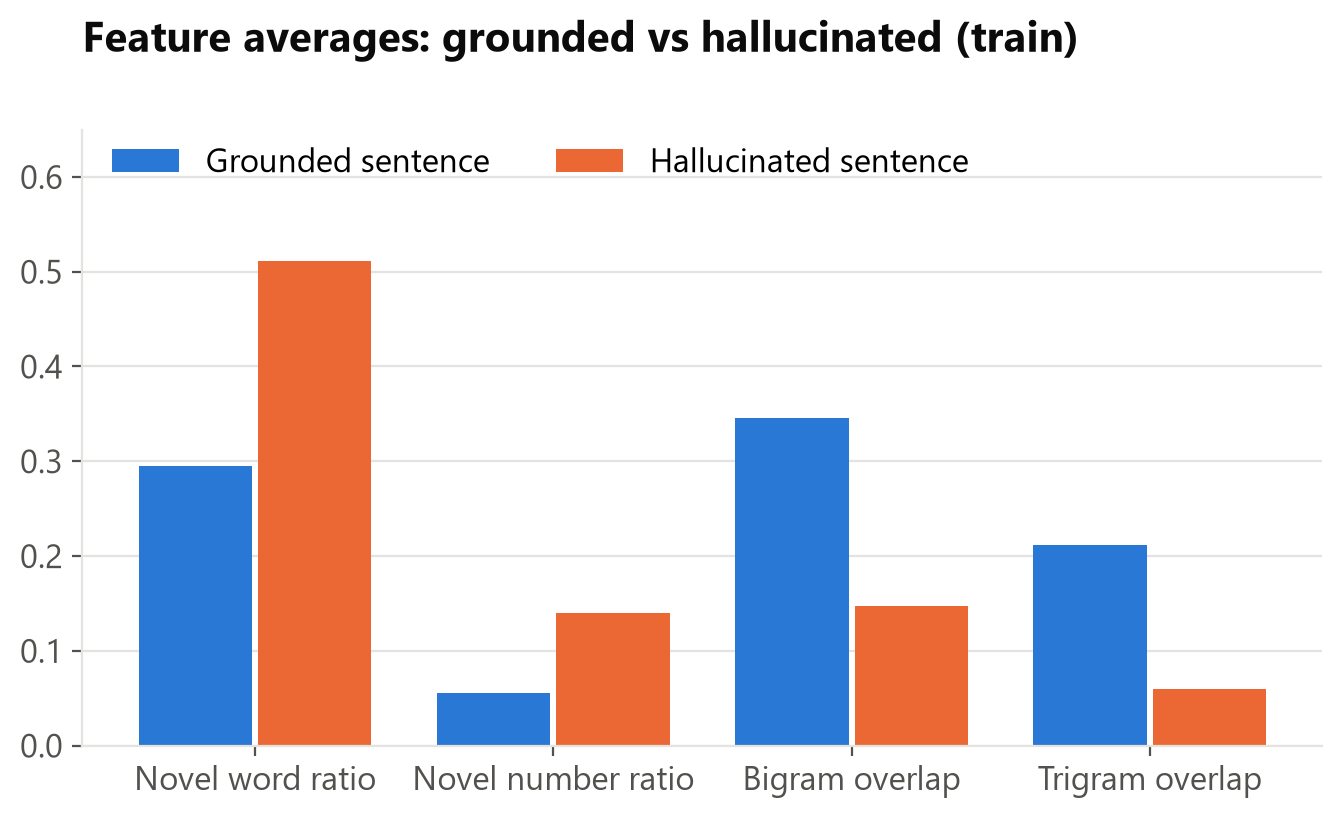 Feature averages: grounded vs hallucinated (train)
Grounded sentence Hallucinated sentence
0.6
0.5
0.4
0.3
0.2
0.1
0.0
Novel word ratio Novel number ratio Bigram overlap Trigram overlap